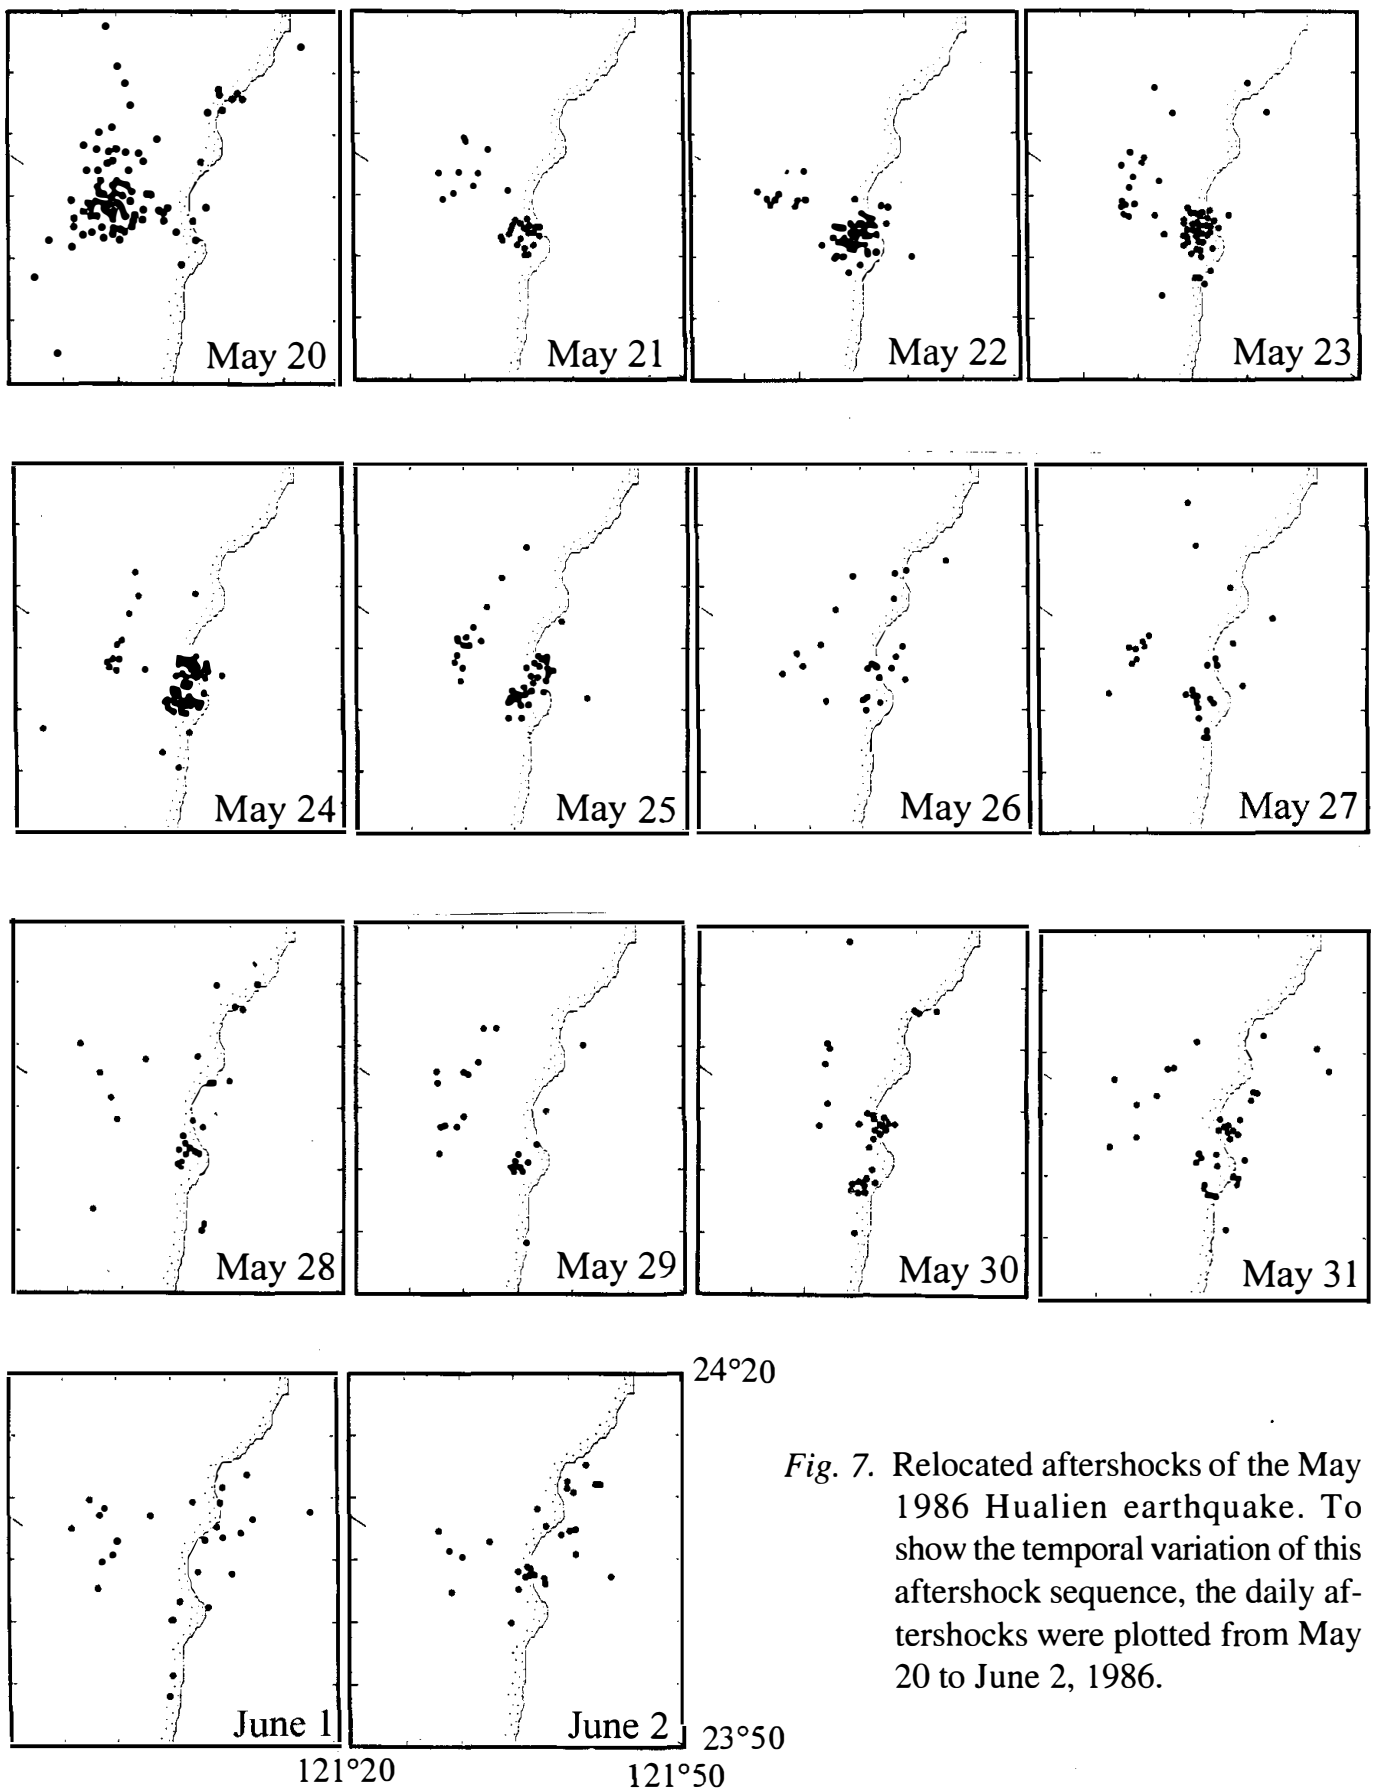 May 20
May 21
May 22
May 23
May 24
May 25
May 26
May 27
May 28
May 29
May 30
May 31
June 1
June 2
24°20
23°50
121°20
121°50
Fig. 7. Relocated aftershocks of the May
1986 Hualien earthquake. To
show the temporal variation of this
aftershock sequence, the daily af-
tershocks were plotted from May
20 to June 2, 1986.